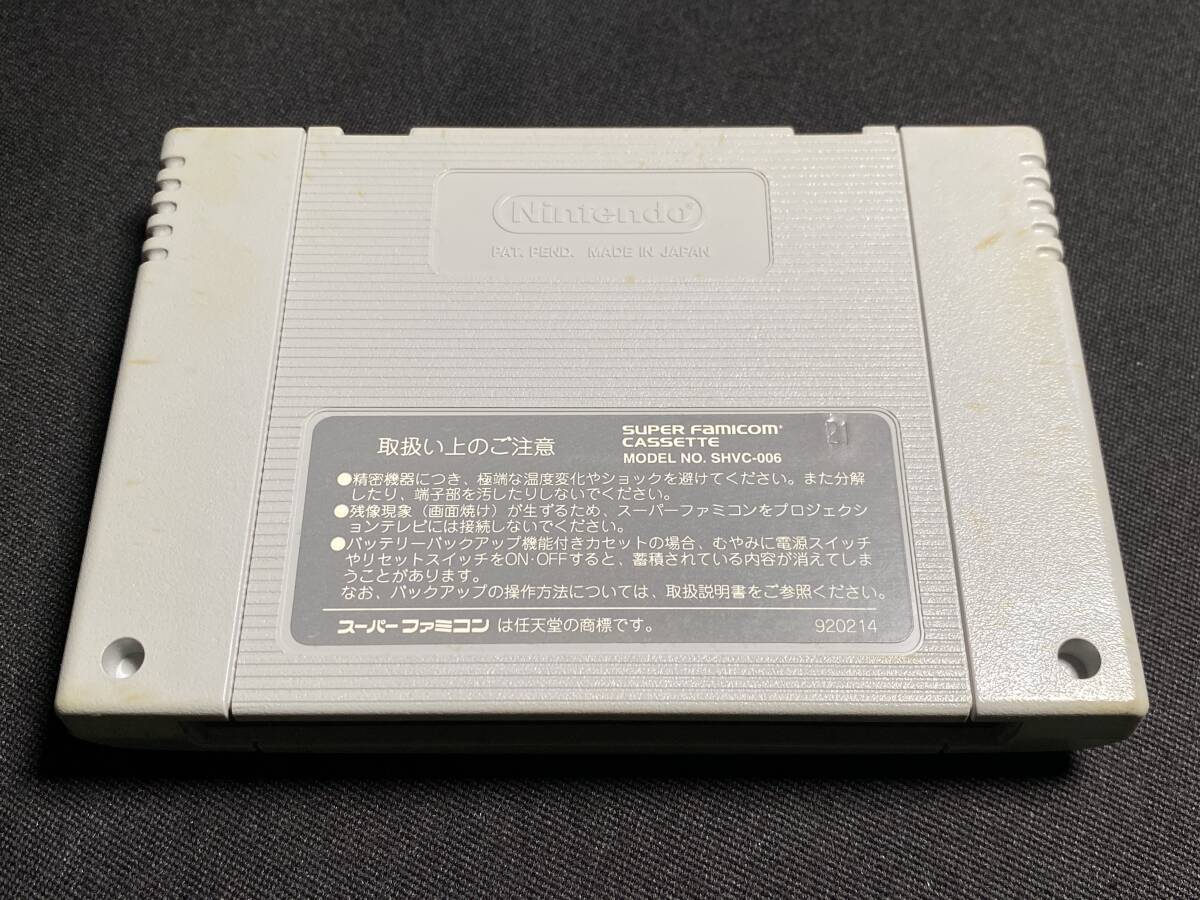 Nintendo®
PAT. PEND. MADE IN JAPAN
取扱い上のご注意
SUPER FAMICOM®
CASSETTE
MODEL NO. SHVC-006
21
●精密機器につき、極端な温度変化やショックを避けてください。また分解
したり、端子部を汚したりしないでください。
●残像現象（画面焼け）が生ずるため、スーパーファミコンをプロジェクシ
ョンテレビには接続しないでください。
●バッテリーバックアップ機能付きカセットの場合、むやみに電源スイッチ
やリセットスイッチをON·OFFすると、蓄積されている内容が消えてしま
うことがあります。
なお、バックアップの操作方法については、取扱説明書をご参照ください。
スーパーファミコン は任天堂の商標です。
920214